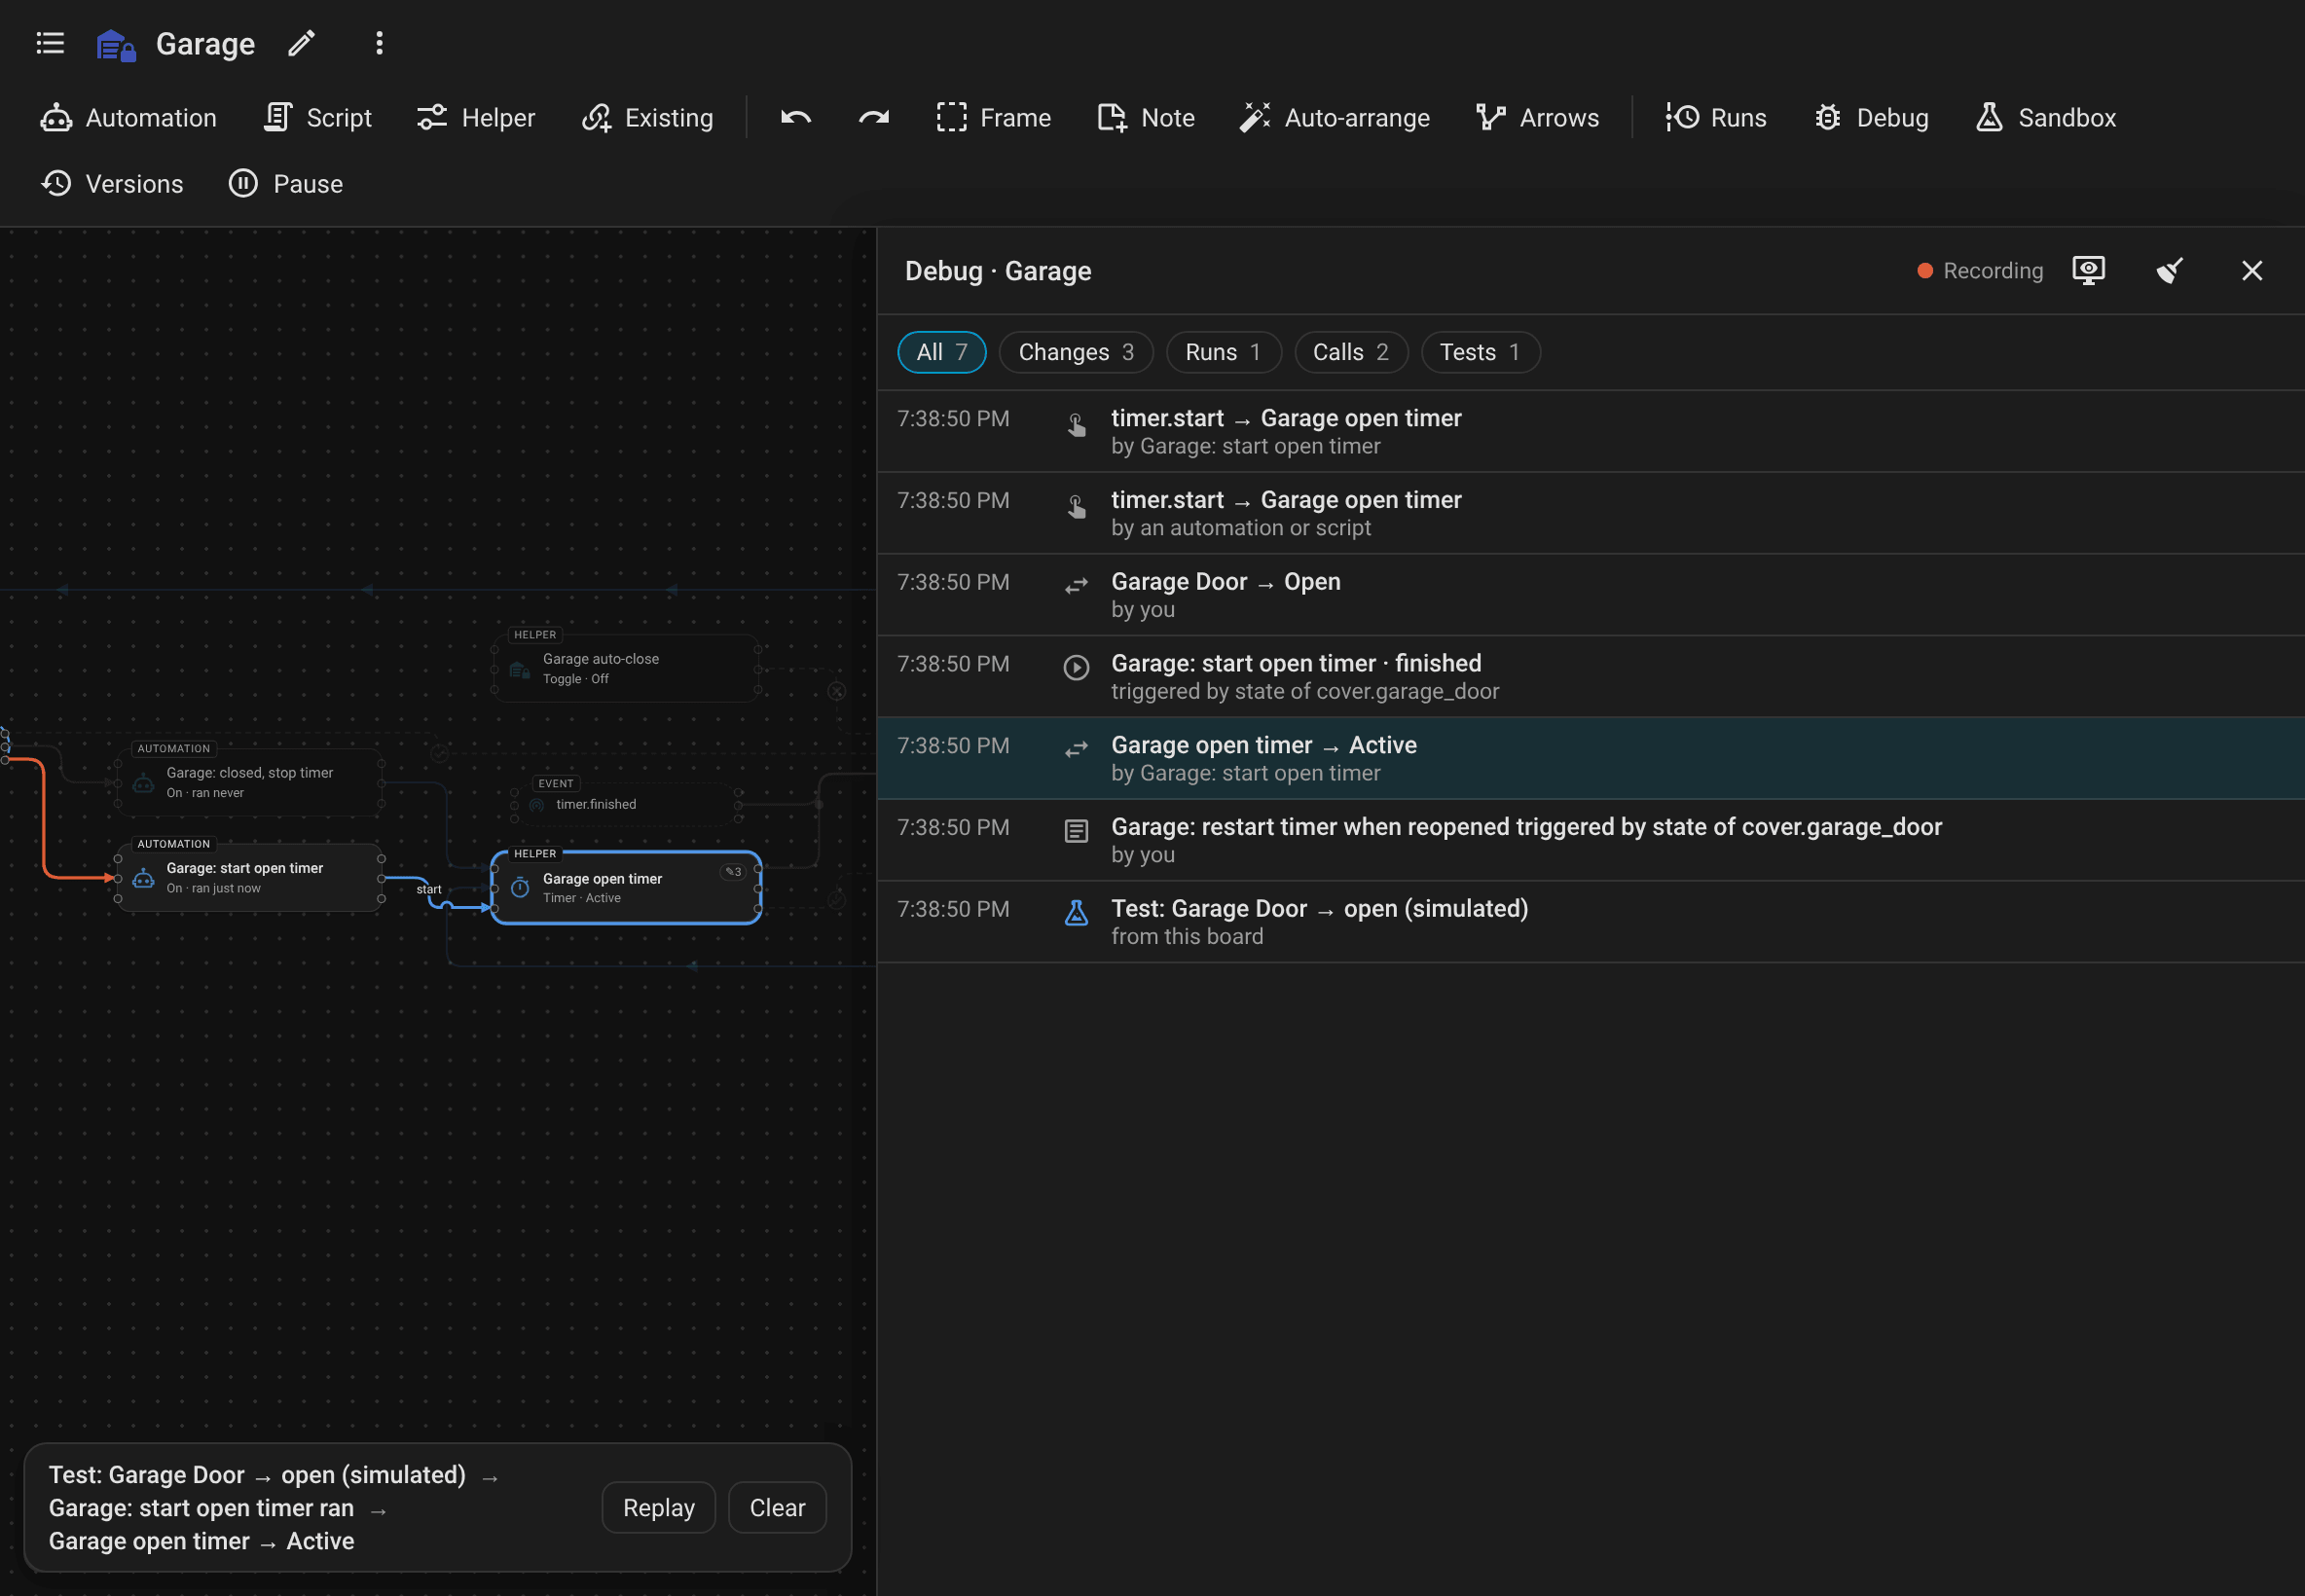 Garage
Automation
Script
Helper
Existing
Frame
Note
Auto-arrange
Arrows
Runs
Debug
Sandbox
Versions
Pause
HELPER
Garage auto-close
Toggle · Off
AUTOMATION
Garage: closed, stop timer
On · ran never
EVENT
timer.finished
AUTOMATION
Garage: start open timer
On · ran just now
start
HELPER
Garage open timer
Timer · Active
3
Test: Garage Door → open (simulated) →
Garage: start open timer ran →
Garage open timer → Active
Replay
Clear
Debug · Garage
Recording
All 7
Changes 3
Runs 1
Calls 2
Tests 1
7:38:50 PM
timer.start → Garage open timer
by Garage: start open timer
7:38:50 PM
timer.start → Garage open timer
by an automation or script
7:38:50 PM
Garage Door → Open
by you
7:38:50 PM
Garage: start open timer · finished
triggered by state of cover.garage_door
7:38:50 PM
Garage open timer → Active
by Garage: start open timer
7:38:50 PM
Garage: restart timer when reopened triggered by state of cover.garage_door
by you
7:38:50 PM
Test: Garage Door → open (simulated)
from this board